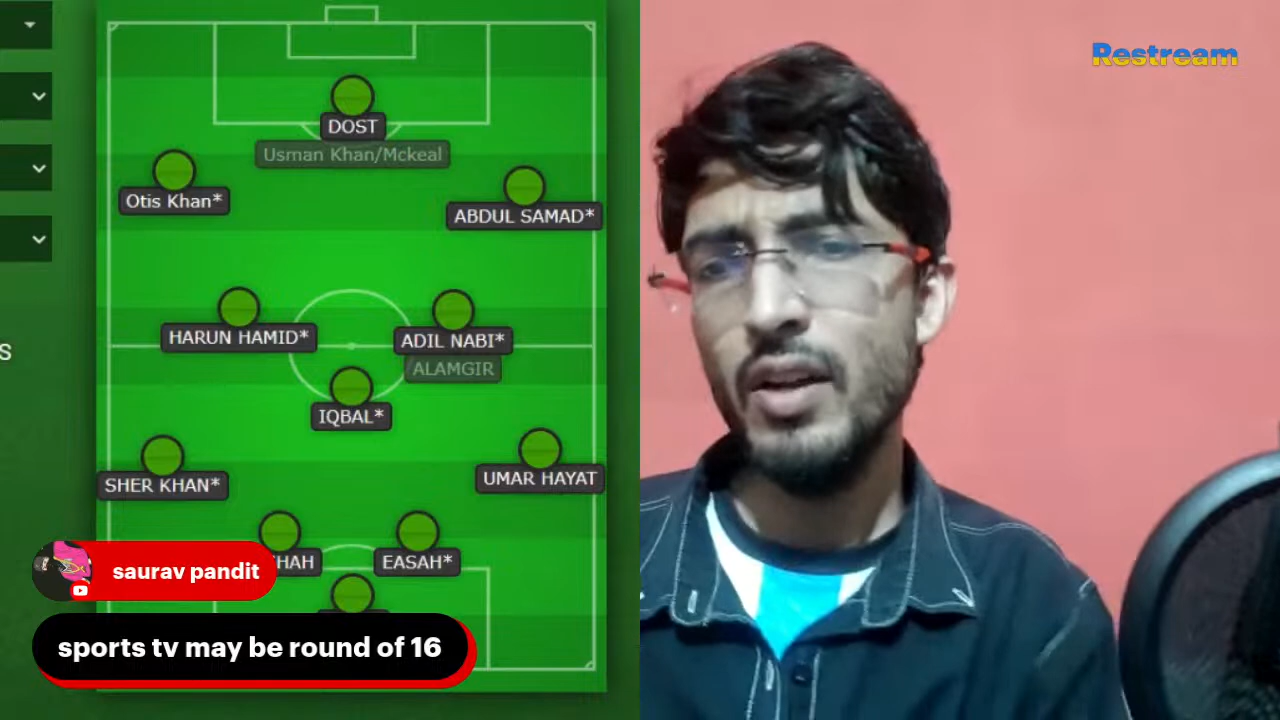 Restream
DOST
Usman Khan/Mckeal
Otis Khan*
ABDUL SAMAD*
HARUN HAMID*
ADIL NABI*
ALAMGIR
S
IQBAL*
SHER KHAN*
UMAR HAYAT
HAH
EASAH*
saurav pandit
sports tv may be round of 16